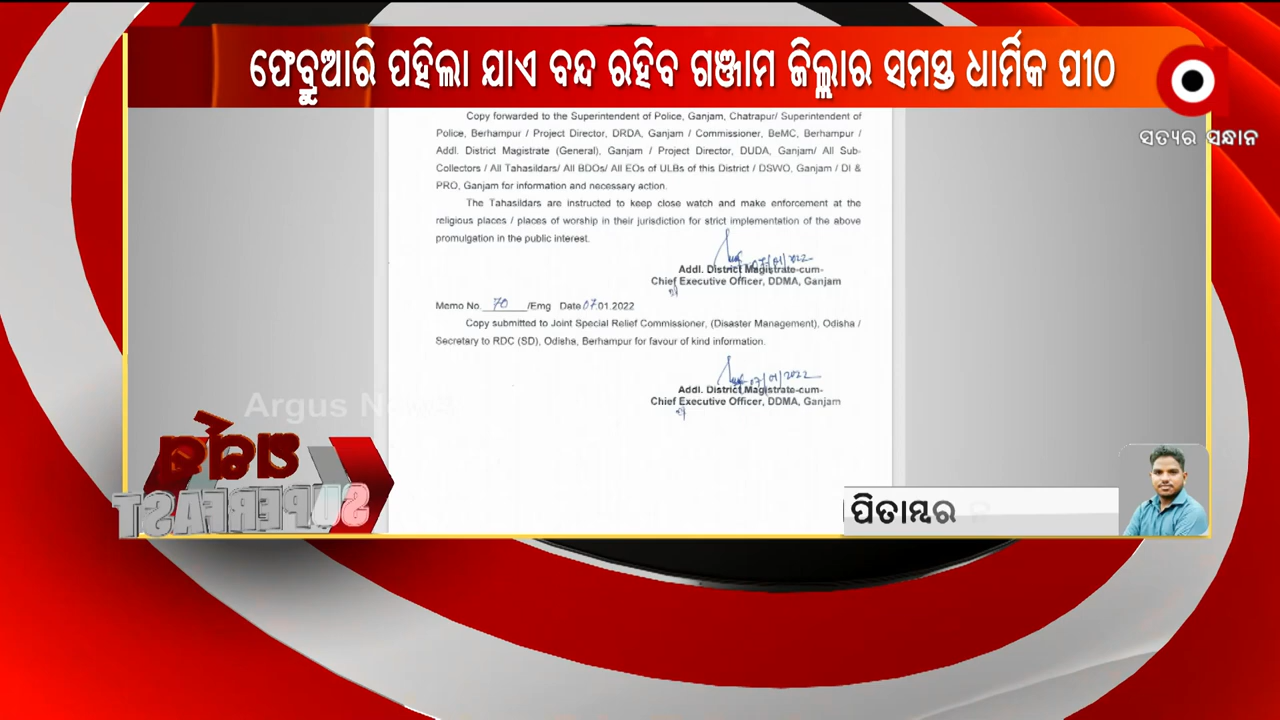 ଫେବୃଆରି ପହିଲା ଯାଏ ବନ୍ଦ ରହିବ ଗଞ୍ଜାମ ଜିଲ୍ଲାର ସମସ୍ତ ଧାର୍ମିକ ପୀଠ
ସତ୍ୟର ସନ୍ଧାନ
Copy forwarded to the Superintendent of Police, Ganjam, Chatrapur/ Superintendent of
Police, Berhampur / Project Director, DRDA, Ganjam / Commissioner, BeMC, Berhampur /
Addl. District Magistrate (General), Ganjam / Project Director, DUDA, Ganjam/ All Sub-
Collectors / All Tahasildars/ All BDOs/ All EOs of ULBs of this District / DSWO, Ganjam / DI &
PRO, Ganjam for information and necessary action.
The Tahasildars are instructed to keep close watch and make enforcement at the
religious places / places of worship in their jurisdiction for strict implementation of the above
promulgation in the public interest.
07/01/2022
Addl. District Magistrate-cum-
Chief Executive Officer, DDMA, Ganjam
Memo No. 70 /Emg Date 07.01.2022
Copy submitted to Joint Special Relief Commissioner, (Disaster Management), Odisha /
Secretary to RDC (SD), Odisha, Berhampur for favour of kind information.
07/01/2022
Addl. District Magistrate-cum-
Chief Executive Officer, DDMA, Ganjam
Argus News
SUPERFAST
ପିତାମ୍ବର